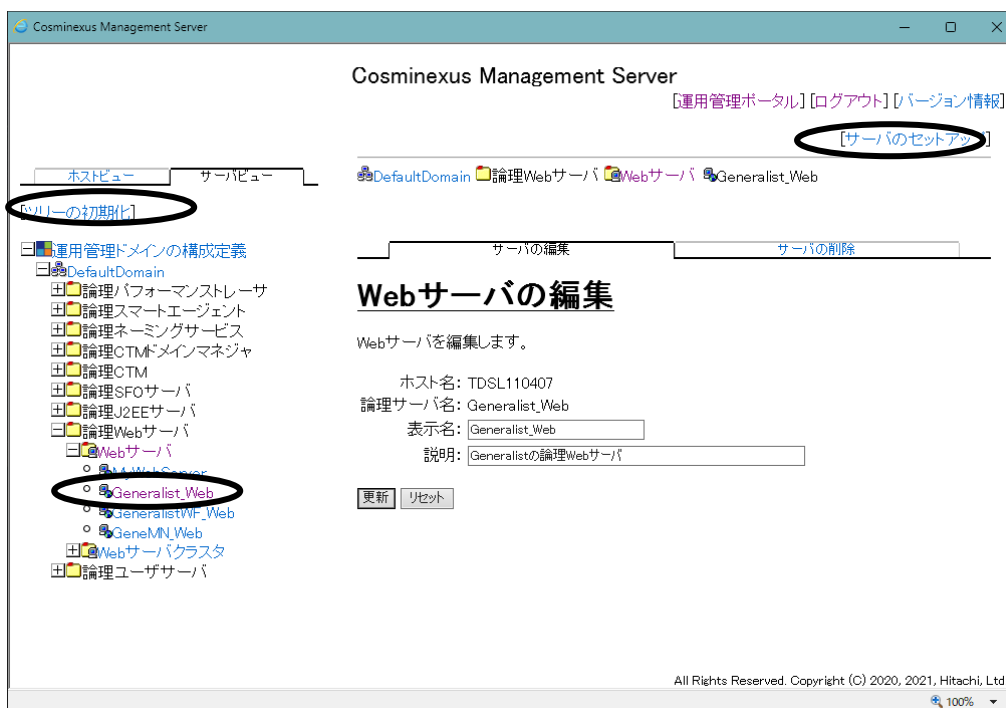 Cosminexus Management Server
Cosminexus Management Server
[運用管理ポータル] [ログアウト] [バージョン情報]
[サーバのセットアップ]
ホストビュー サーバビュー
DefaultDomain 論理Webサーバ Webサーバ Generalist_Web
[ツリーの初期化]
サーバの編集 サーバの削除
運用管理ドメインの構成定義
DefaultDomain
論理パフォーマンストレーサ
論理スマートエージェント
論理ネーミングサービス
論理CTMドメインマネジャ
論理CTM
論理SFOサーバ
論理J2EEサーバ
論理Webサーバ
Webサーバ
MyWebServer
Generalist_Web
GeneralistWF_Web
GeneMN_Web
Webサーバクラスタ
論理ユーザサーバ
Webサーバの編集
Webサーバを編集します。
ホスト名: TDSL110407
論理サーバ名: Generalist_Web
表示名: Generalist_Web
説明: Generalistの論理Webサーバ
更新 リセット
All Rights Reserved. Copyright (C) 2020, 2021, Hitachi, Ltd
100%